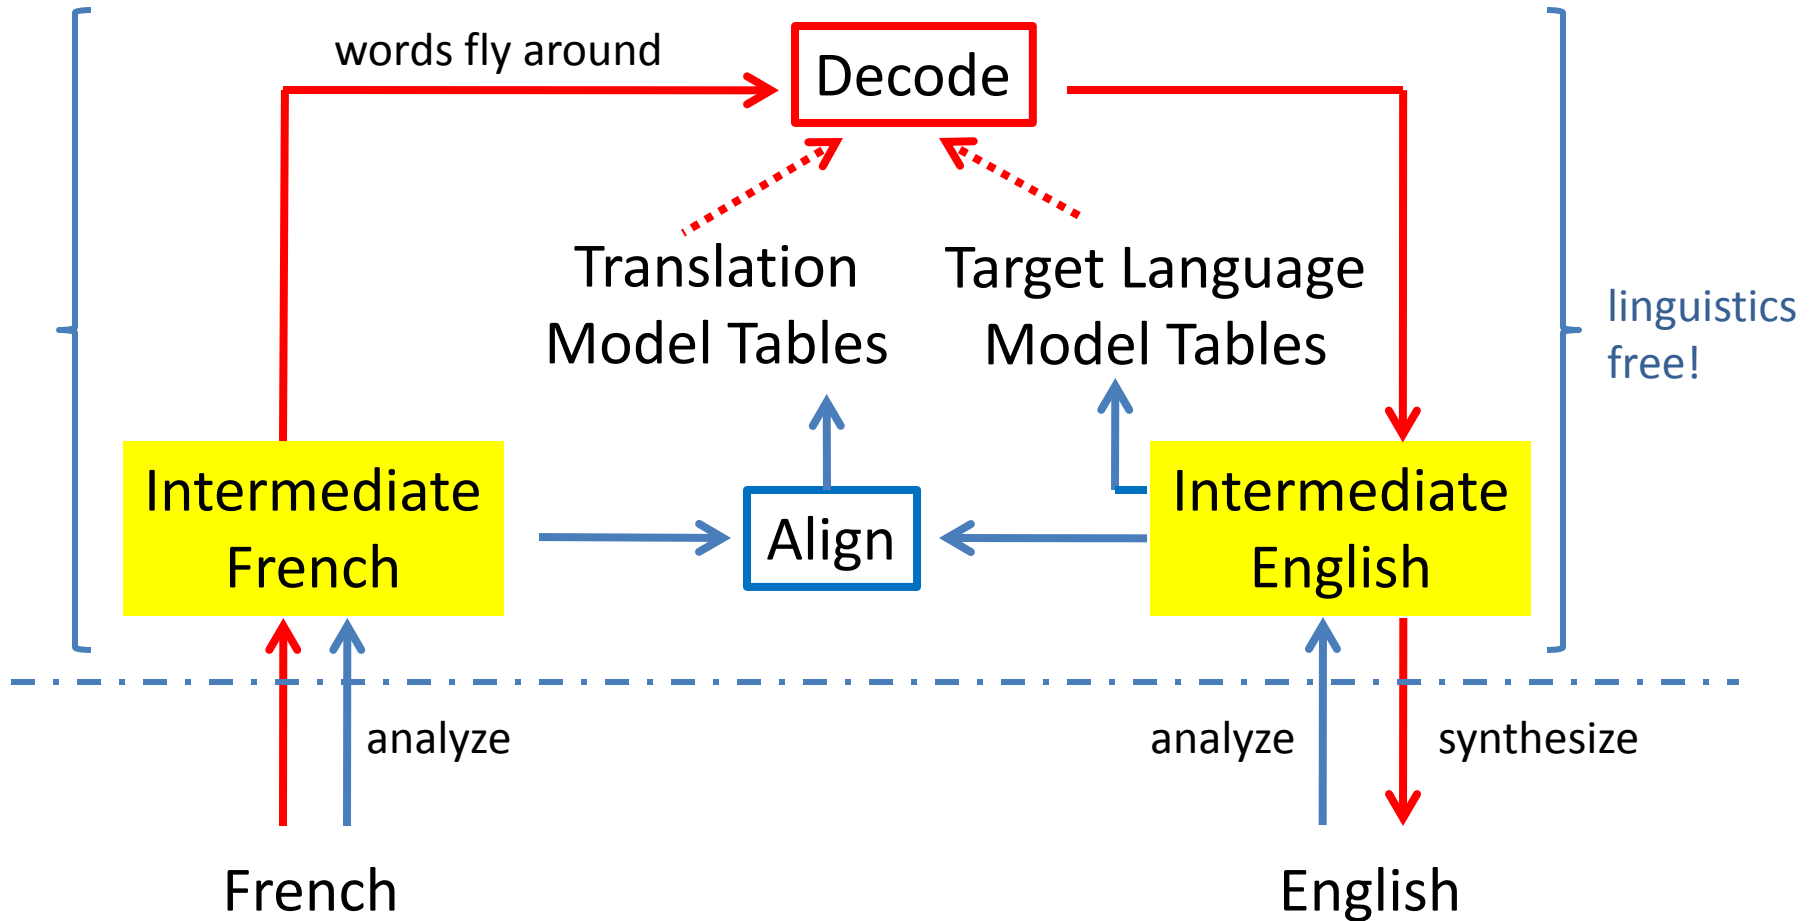 words fly around
Decode
Translation
Model Tables
Target Language
Model Tables
linguistics
free!
Intermediate
French
Align
Intermediate
English
analyze
analyze
synthesize
French
English